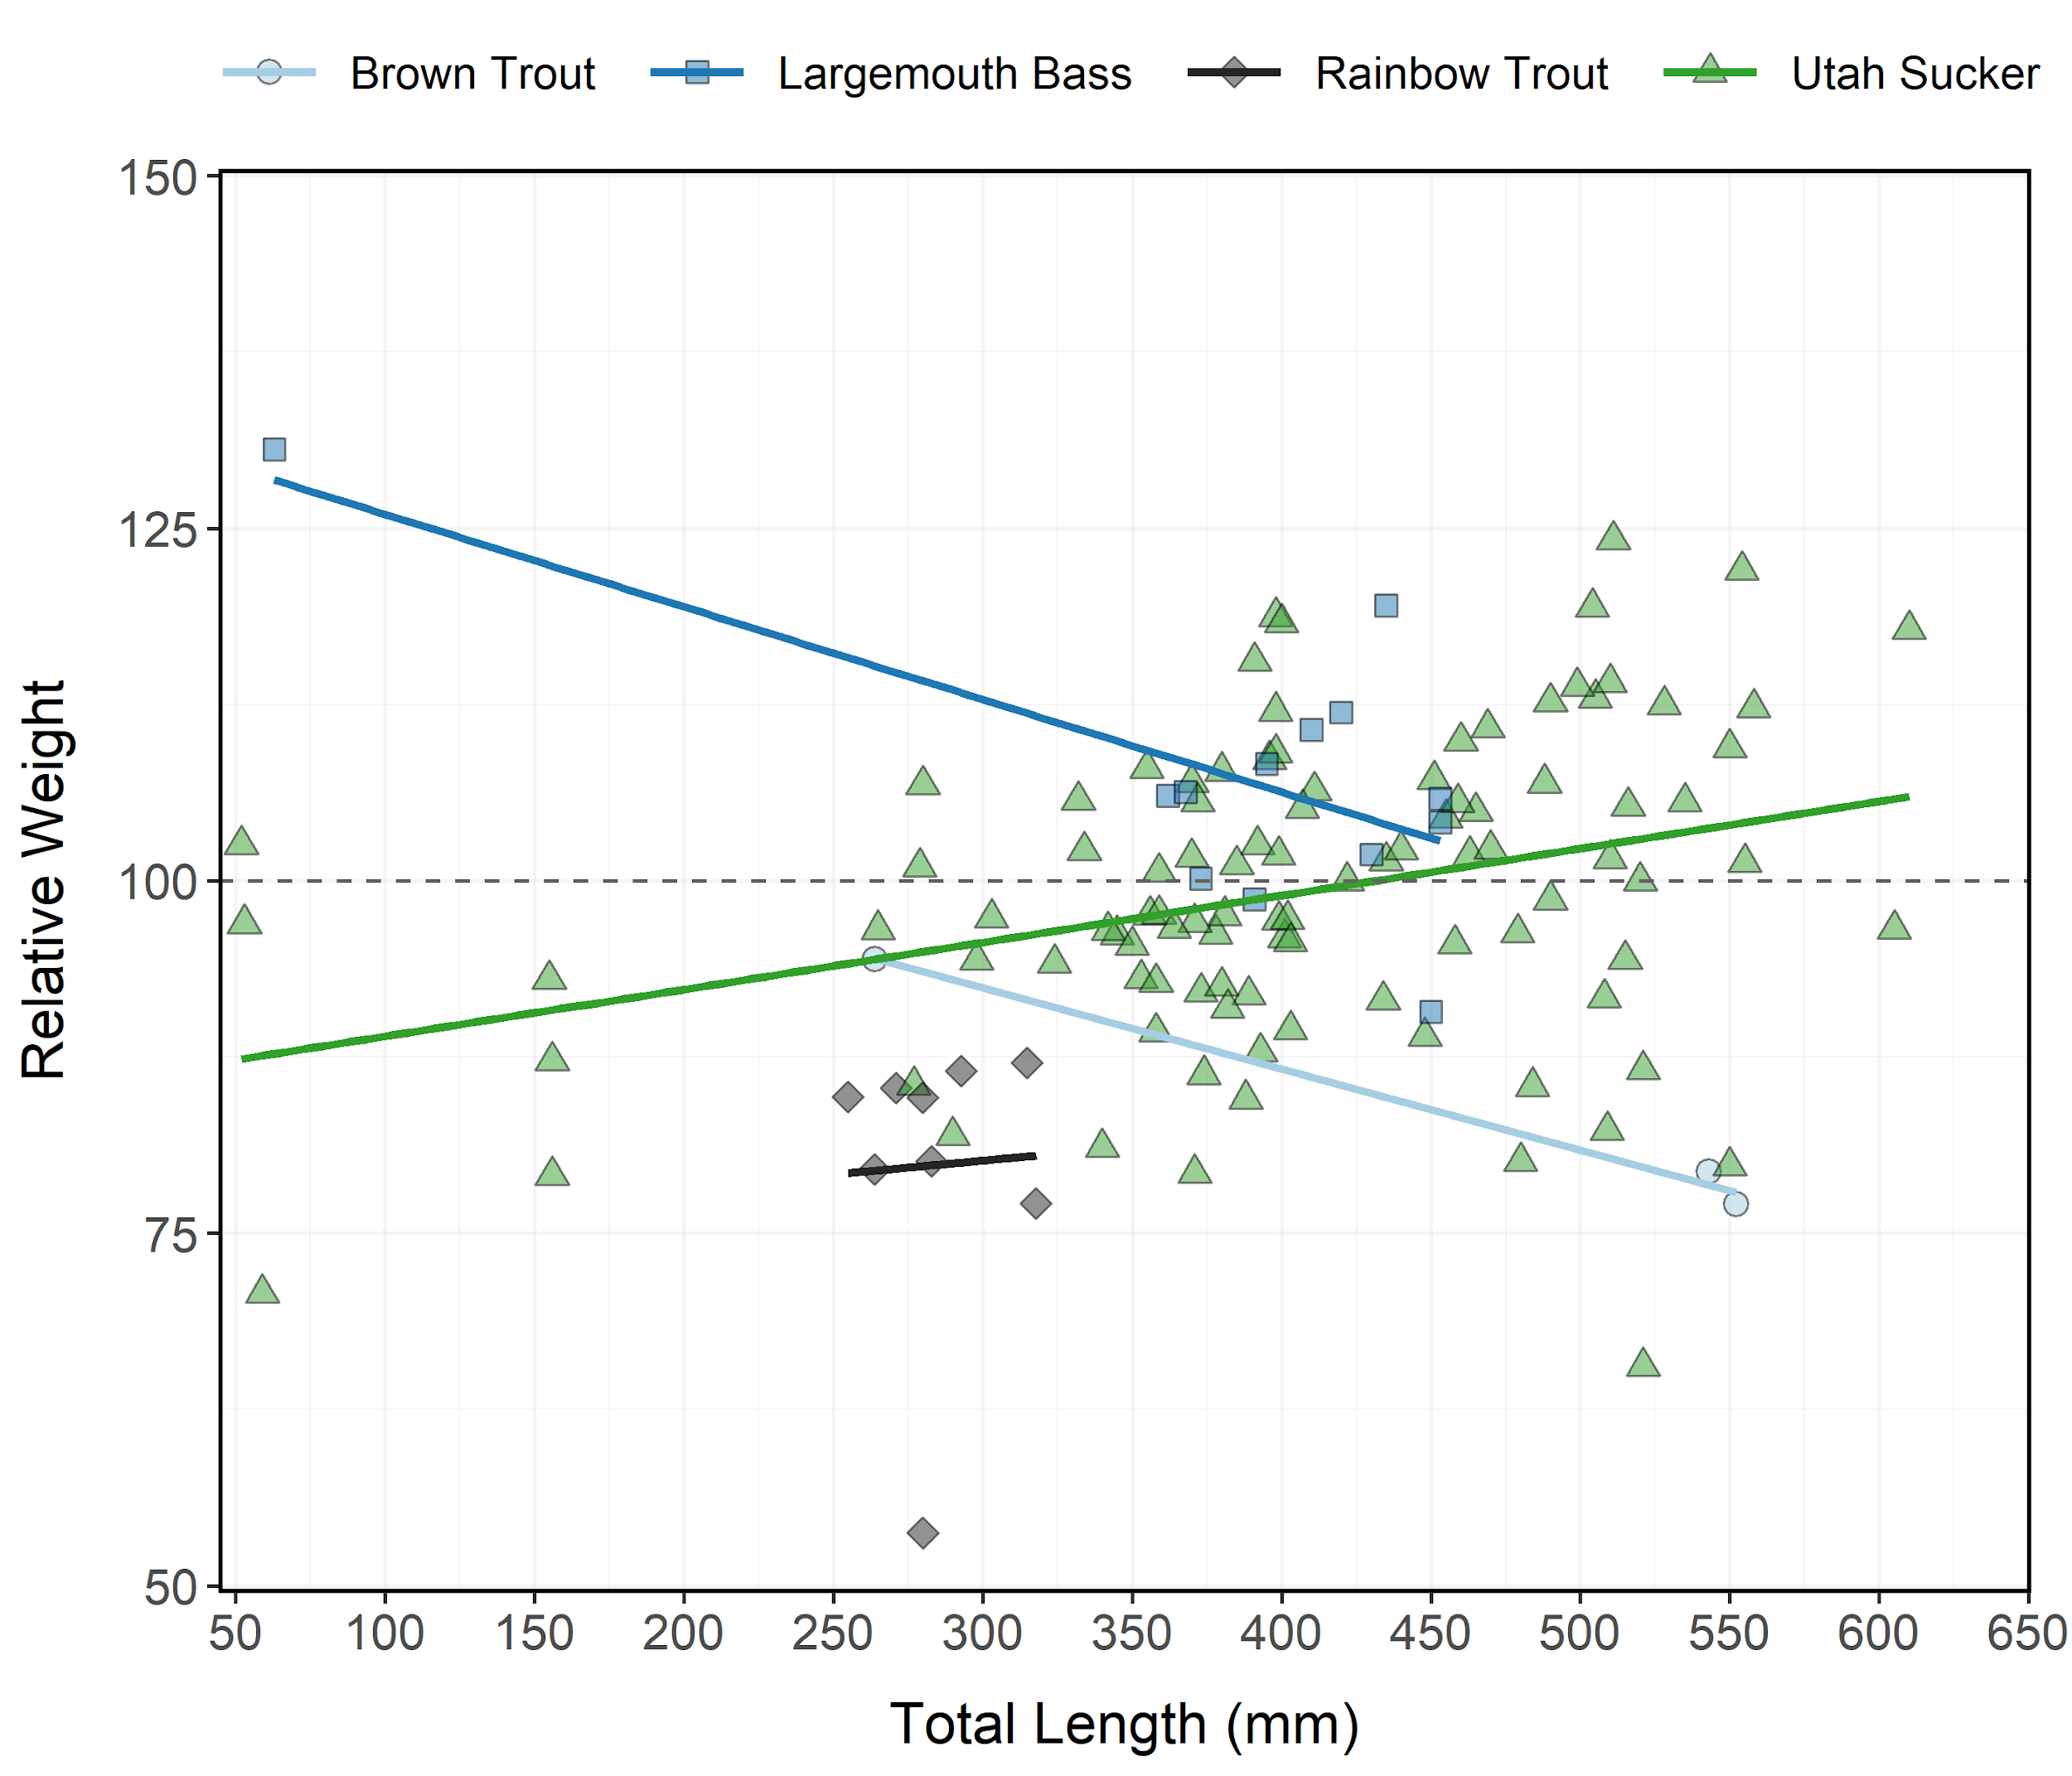 Brown Trout Largemouth Bass Rainbow Trout Utah Sucker
150
125
100
75
50
Relative Weight
50 100 150 200 250 300 350 400 450 500 550 600 650
Total Length (mm)